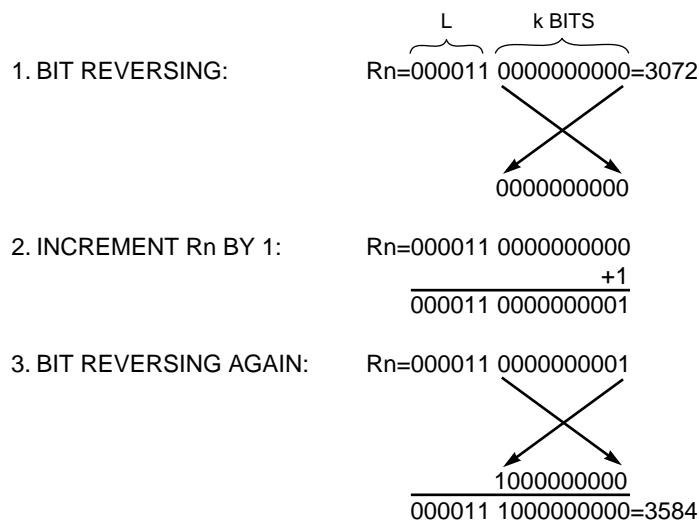 L k BITS
1. BIT REVERSING: Rn=000011 0000000000=3072
0000000000
2. INCREMENT Rn BY 1: Rn=000011 0000000000
+1
000011 0000000001
3. BIT REVERSING AGAIN: Rn=000011 0000000001
1000000000
000011 1000000000=3584